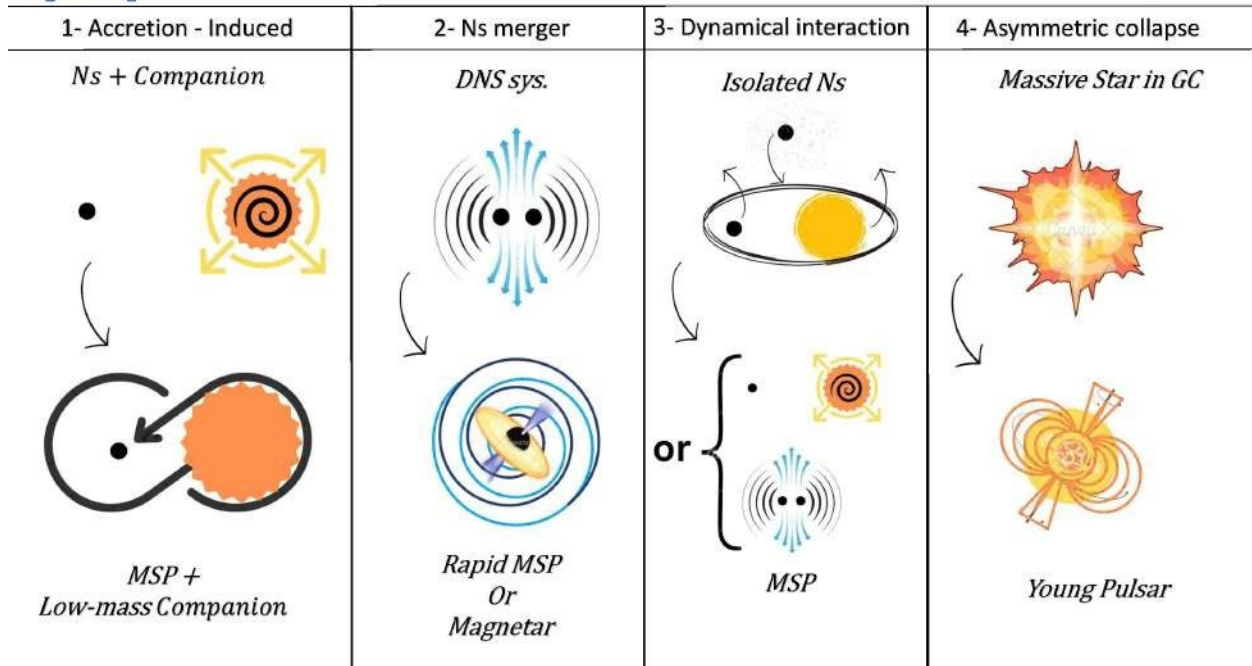 1- Accretion - Induced
Ns + Companion
MSP +
Low-mass Companion
2- Ns merger
DNS sys.
Rapid MSP
Or
Magnetar
3- Dynamical interaction
Isolated Ns
or
MSP
4- Asymmetric collapse
Massive Star in GC
Young Pulsar